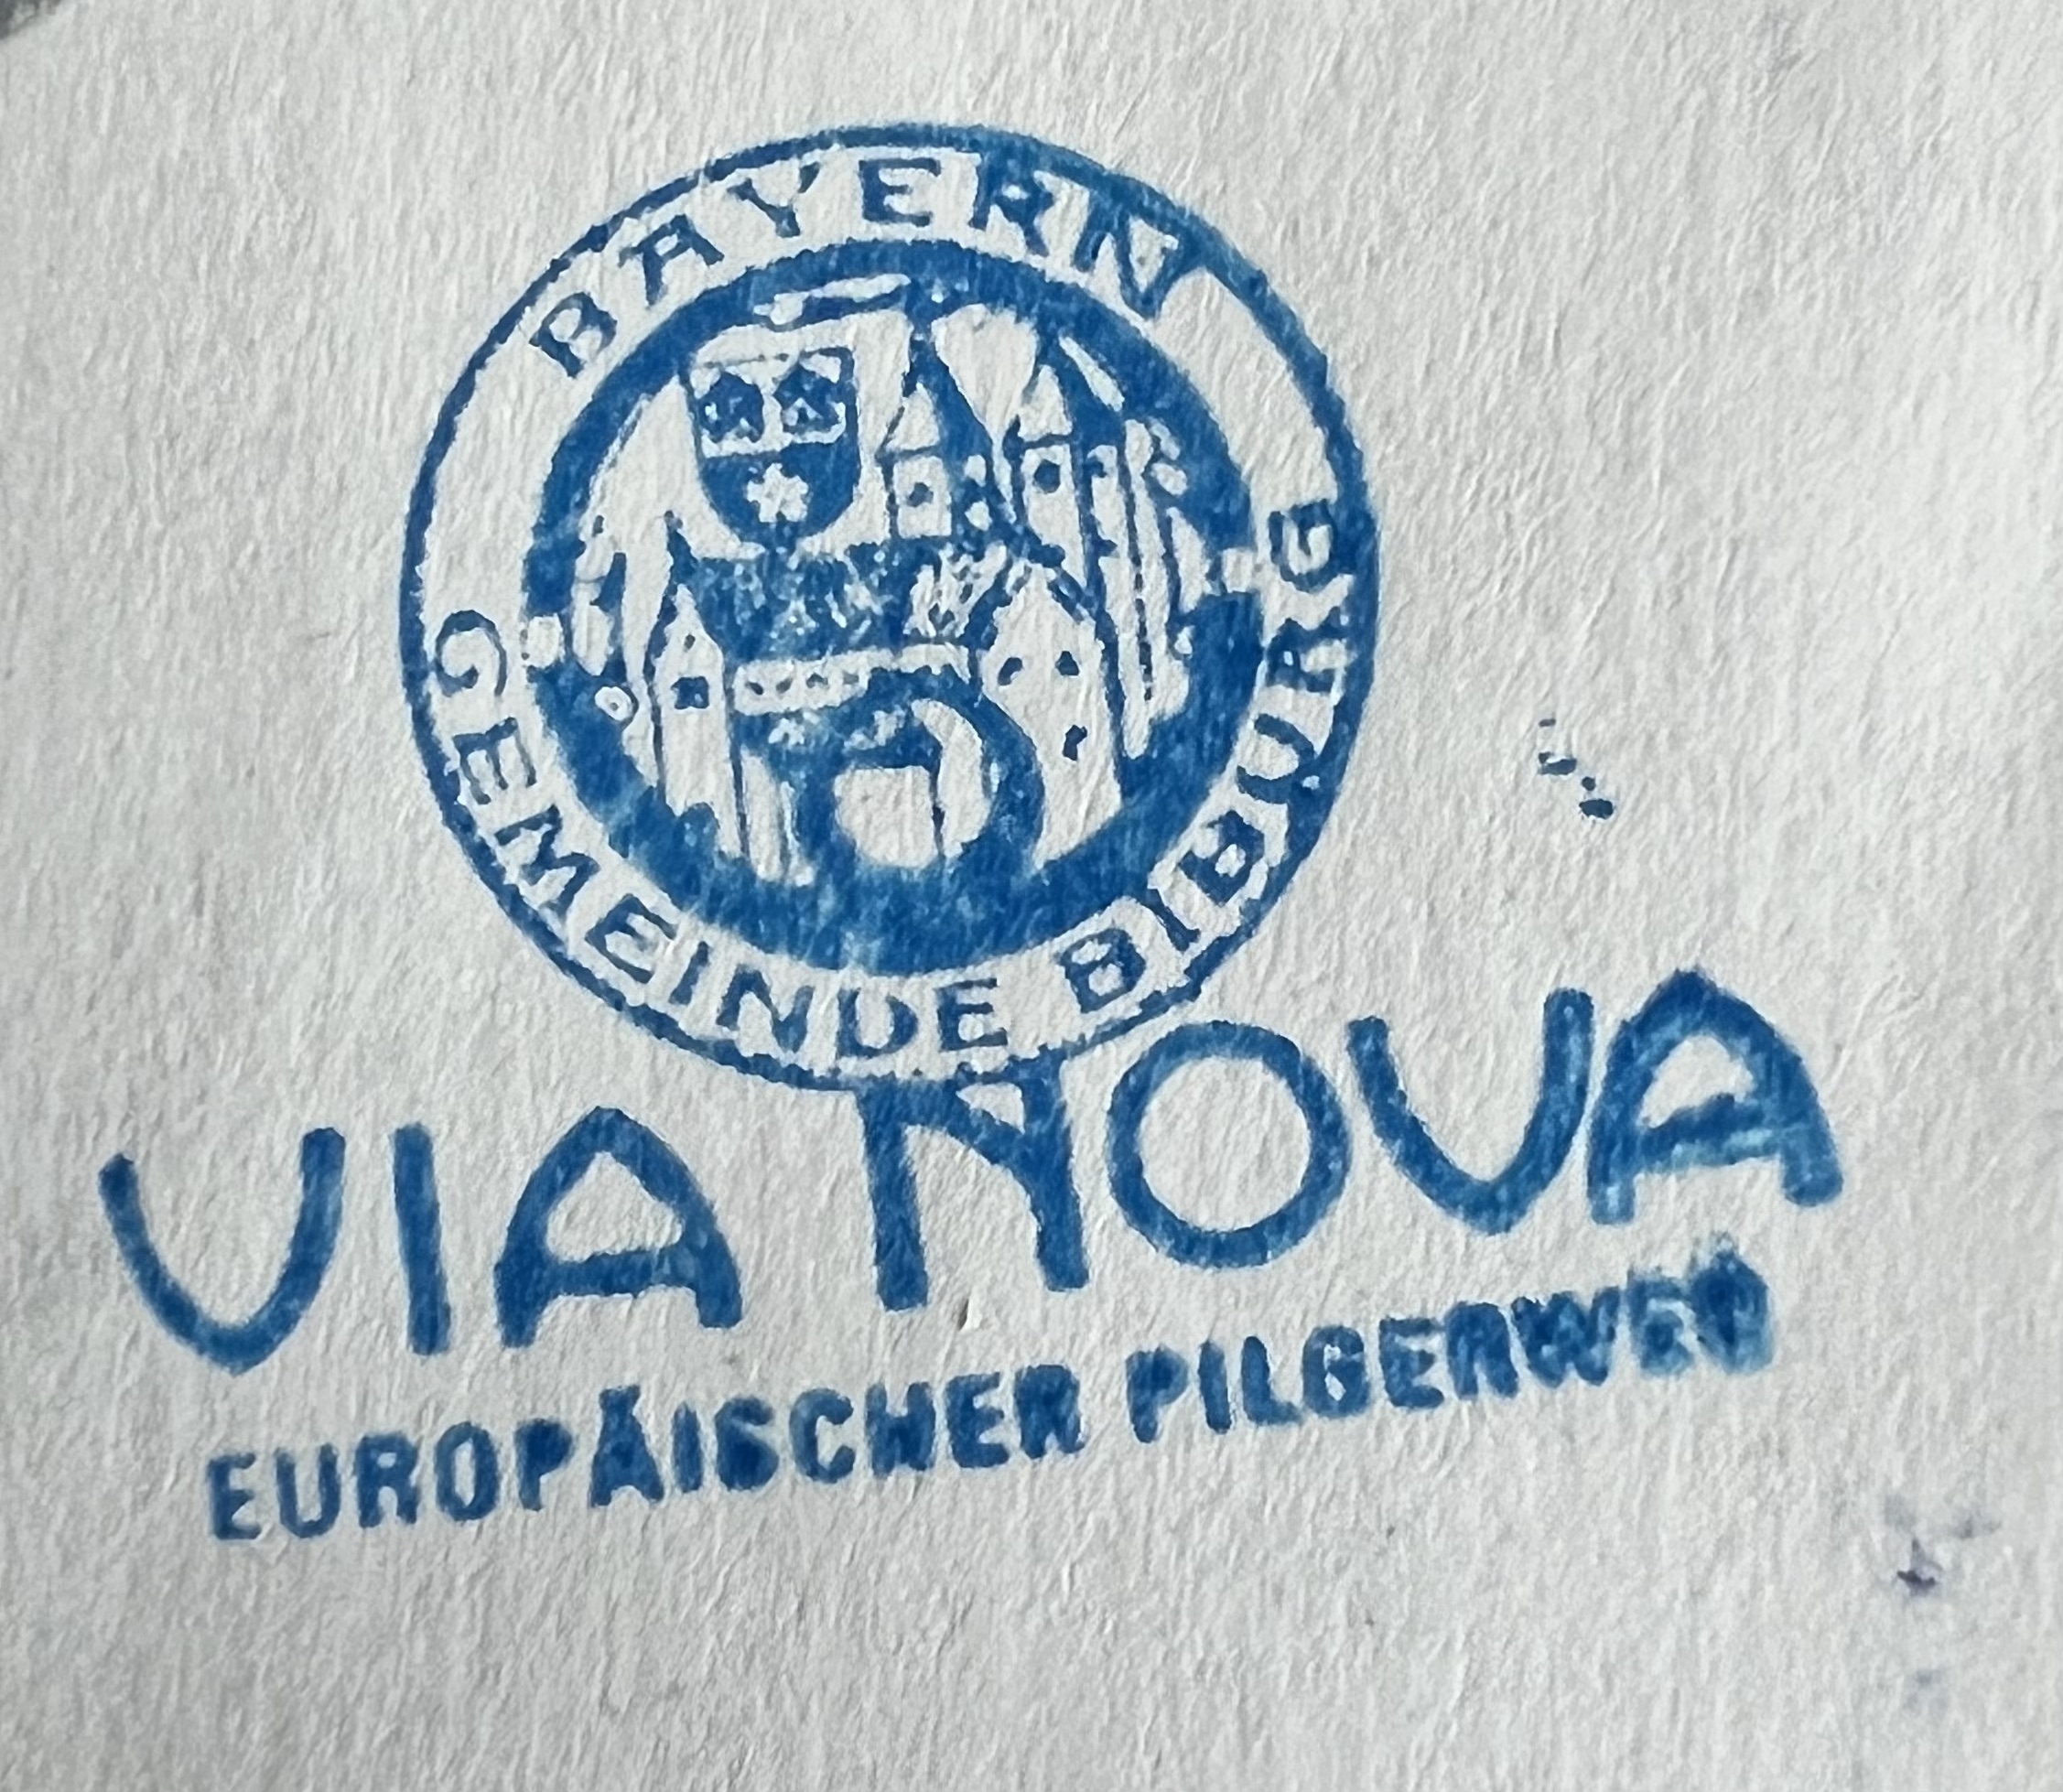 BAYERN
GEMEINDE BIBURG
VIA NOVA
EUROPÄISCHER PILGERWEG